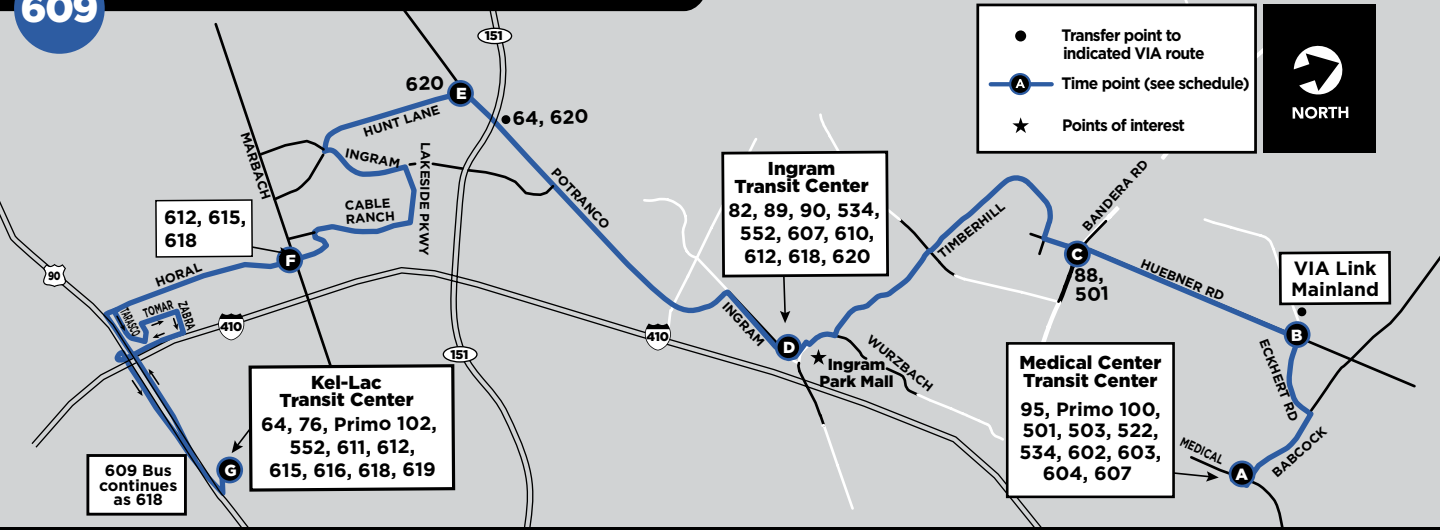 609
151
Transfer point to
indicated VIA route
A
Time point (see schedule)
Points of interest
NORTH
620
E
HUNT LANE
64, 620
MARBACH
INGRAM
LAKESIDE PKWY
CABLE
RANCH
POTRANCO
612, 615,
618
F
HORAL
90
TARASCO
TOMAR
ZABRA
410
151
410
Ingram
Transit Center
82, 89, 90, 534,
552, 607, 610,
612, 618, 620
INGRAM
D
Ingram
Park Mall
WURZBACH
TIMBERHILL
BANDERA RD
C
88,
501
HUEBNER RD
VIA Link
Mainland
B
ECKHERT RD
BABCOCK
MEDICAL
A
Medical Center
Transit Center
95, Primo 100,
501, 503, 522,
534, 602, 603,
604, 607
Kel-Lac
Transit Center
64, 76, Primo 102,
552, 611, 612,
615, 616, 618, 619
G
609 Bus
continues
as 618